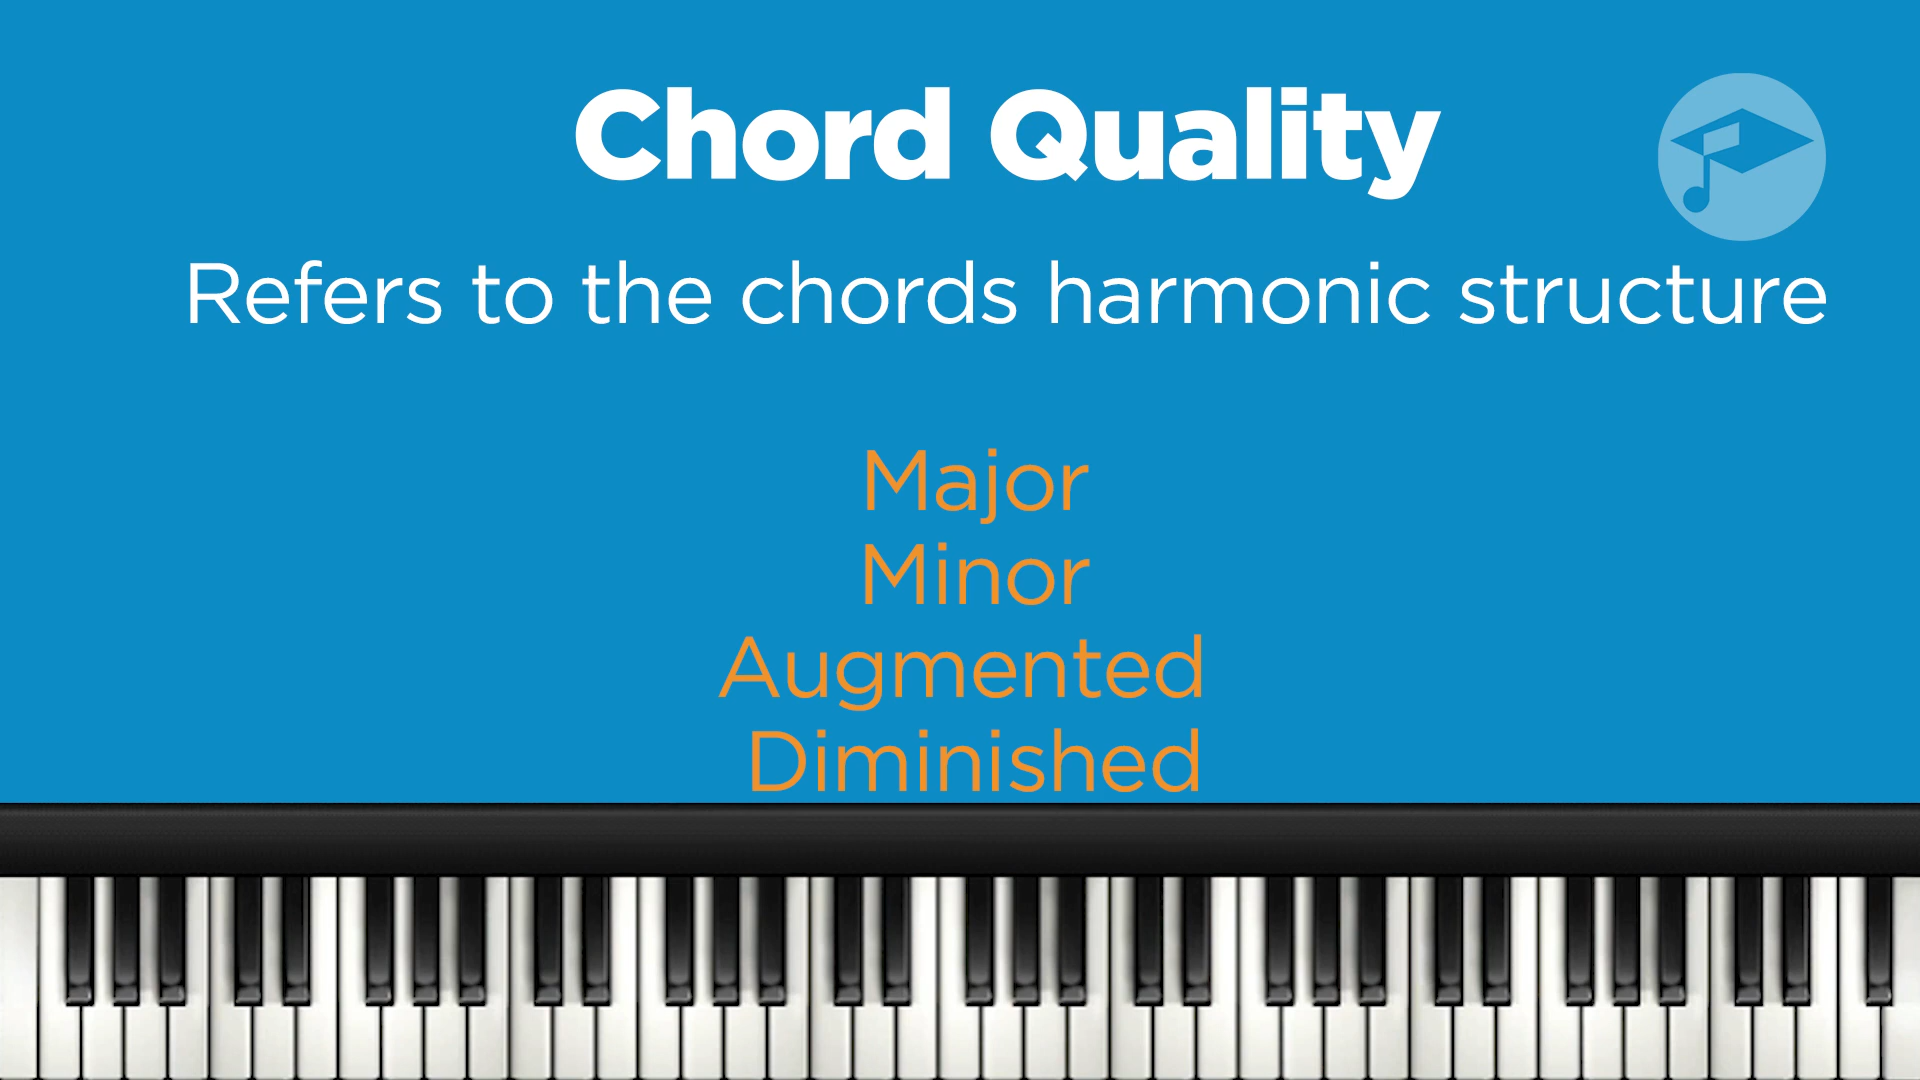 Chord Quality
Refers to the chords harmonic structure
Major
Minor
Augmented
Diminished